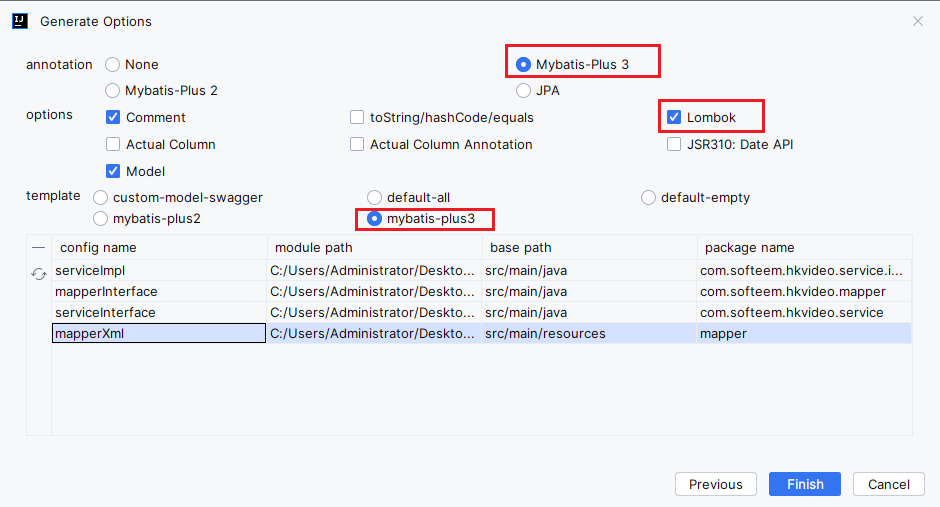 IJ Generate Options
annotation None Mybatis-Plus 3
Mybatis-Plus 2 JPA
options Comment toString/hashCode/equals Lombok
Actual Column Actual Column Annotation JSR310: Date API
Model
template custom-model-swagger default-all default-empty
mybatis-plus2 mybatis-plus3
config name module path base path package name
serviceImpl C:/Users/Administrator/Deskto... src/main/java com.softeem.hkvideo.service.i...
mapperInterface C:/Users/Administrator/Deskto... src/main/java com.softeem.hkvideo.mapper
serviceInterface C:/Users/Administrator/Deskto... src/main/java com.softeem.hkvideo.service
mapperXml C:/Users/Administrator/Deskto... src/main/resources mapper
Previous Finish Cancel